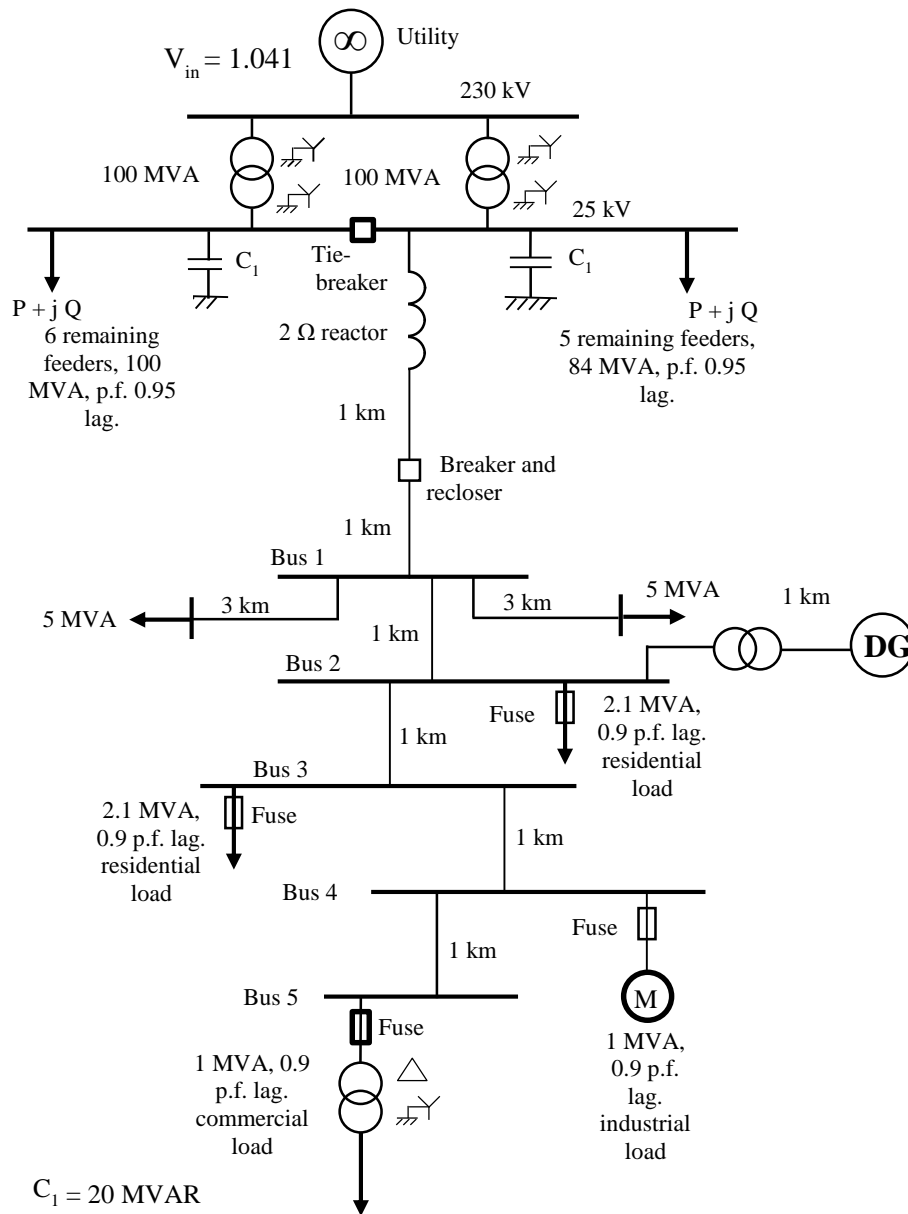 Utility
∞
V_in = 1.041
230 kV
100 MVA
100 MVA
25 kV
C_1
Tie-
breaker
C_1
P + j Q
6 remaining
feeders, 100
MVA, p.f. 0.95
lag.
2 Ω reactor
P + j Q
5 remaining feeders,
84 MVA, p.f. 0.95
lag.
1 km
Breaker and
recloser
1 km
Bus 1
5 MVA
3 km
3 km
5 MVA
1 km
1 km
DG
Bus 2
Fuse
2.1 MVA,
0.9 p.f. lag.
residential
load
1 km
Bus 3
2.1 MVA,
0.9 p.f. lag.
residential
load
Fuse
1 km
Bus 4
Fuse
1 km
M
Bus 5
Fuse
1 MVA, 0.9
p.f. lag.
commercial
load
1 MVA,
0.9 p.f.
lag.
industrial
load
C_1 = 20 MVAR